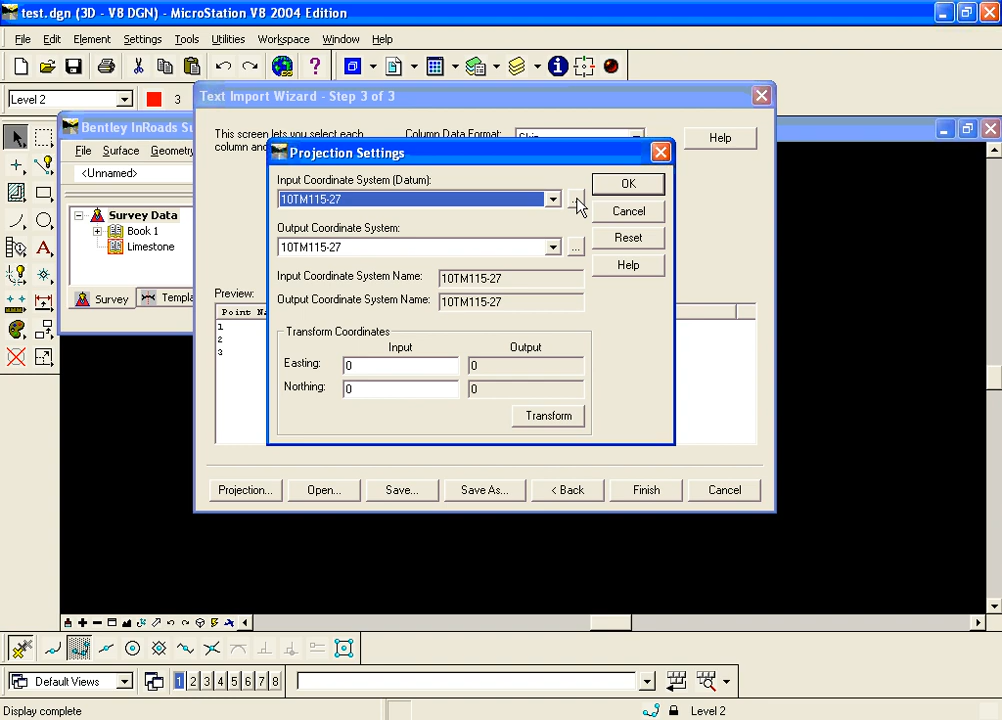 test.dgn (3D - V8 DGN) - MicroStation V8 2004 Edition
File Edit Element Settings Tools Utilities Workspace Window Help
Level 2 3
Text Import Wizard - Step 3 of 3
This screen lets you select each
column and
Column Data Format:
Skip
Help
Bentley InRoads Su
File Surface Geometry
<Unnamed>
Survey Data
Book 1
Limestone
Survey Templa
Projection Settings
Input Coordinate System (Datum):
10TM115-27
...
OK
Cancel
Output Coordinate System:
10TM115-27
...
Reset
Help
Input Coordinate System Name: 10TM115-27
Output Coordinate System Name: 10TM115-27
Transform Coordinates
Input Output
Easting: 0 0
Northing: 0 0
Transform
Preview:
Point Na
1
2
3
Projection... Open... Save... Save As... < Back Finish Cancel
Default Views 1 2 3 4 5 6 7 8
Display complete Level 2